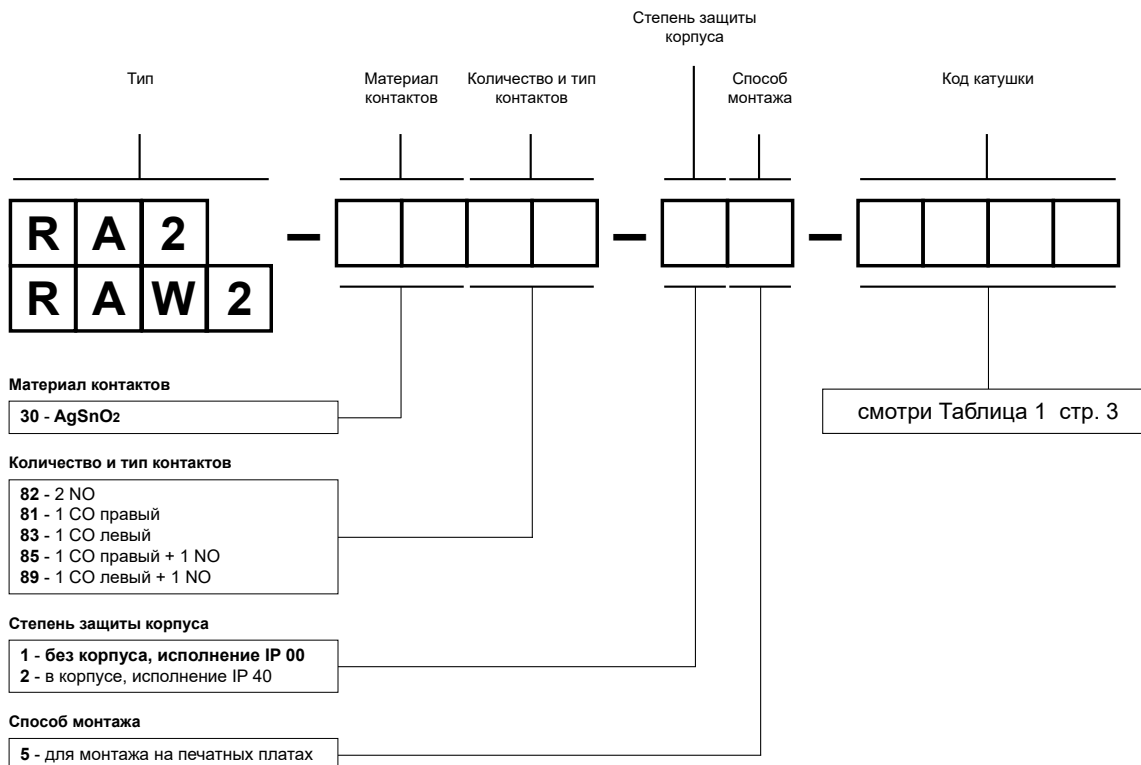 Степень защиты
корпуса
Тип
Материал
контактов
Количество и тип
контактов
Способ
монтажа
Код катушки
R A 2 – – –
R A W 2
Материал контактов
30 - AgSnO2
смотри Таблица 1 стр. 3
Количество и тип контактов
82 - 2 NO
81 - 1 CO правый
83 - 1 CO левый
85 - 1 CO правый + 1 NO
89 - 1 CO левый + 1 NO
Степень защиты корпуса
1 - без корпуса, исполнение IP 00
2 - в корпусе, исполнение IP 40
Способ монтажа
5 - для монтажа на печатных платах